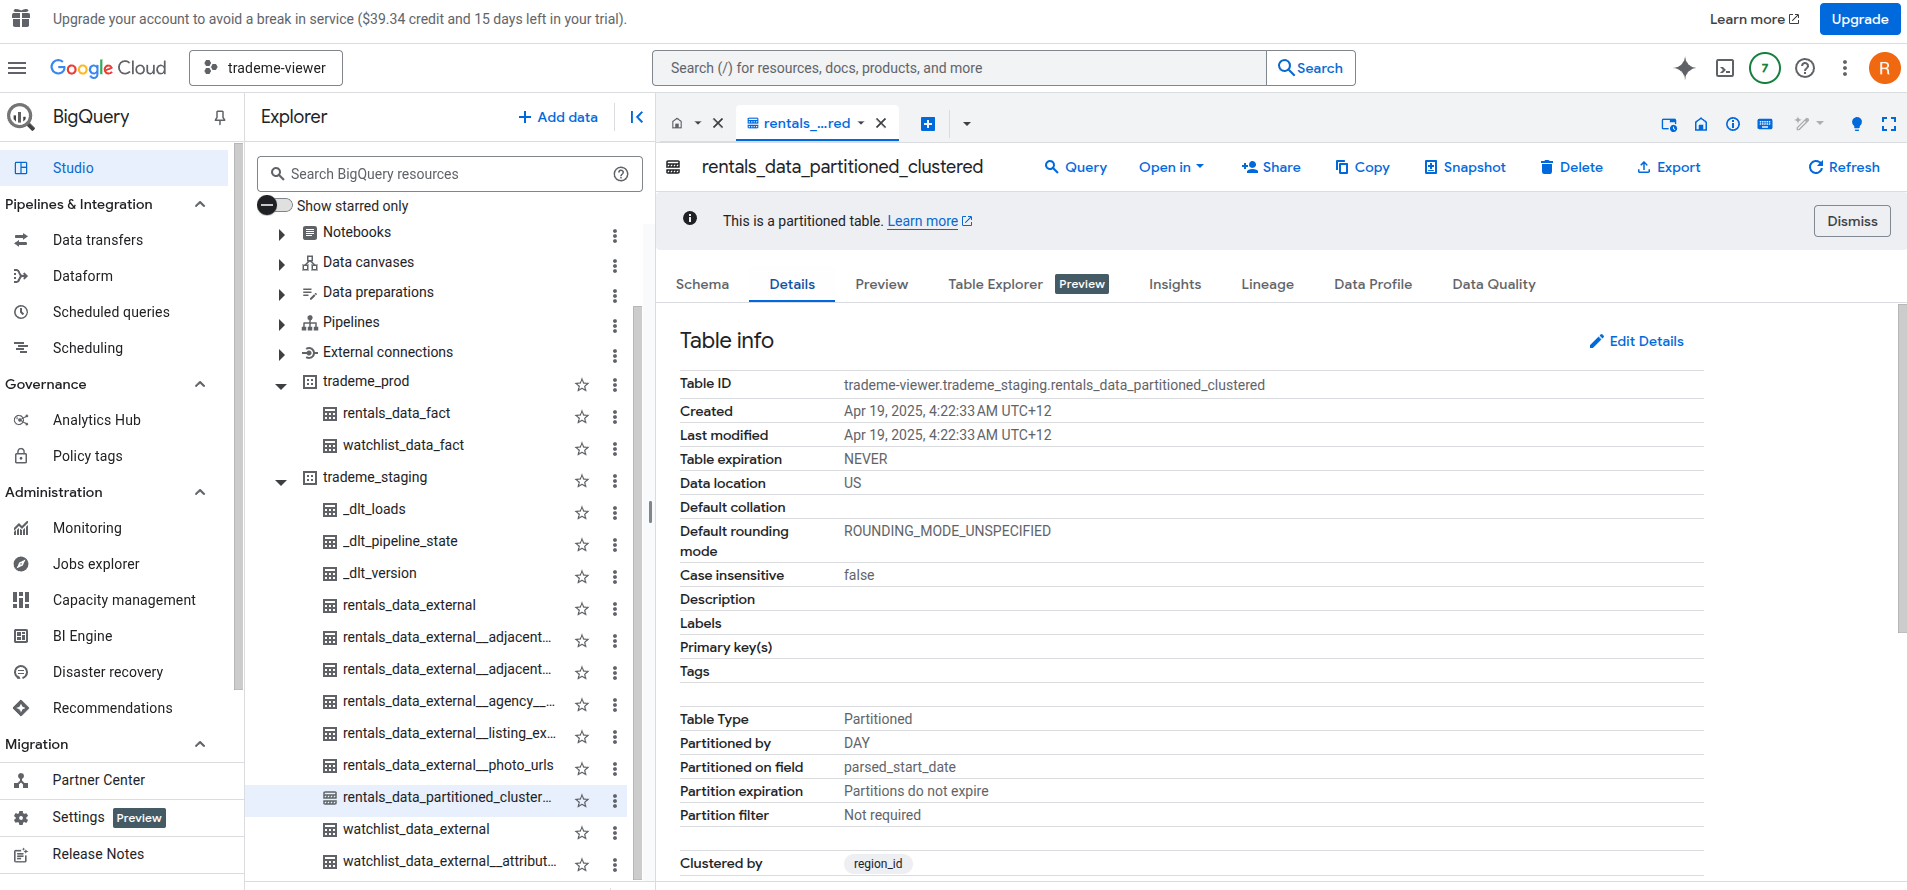 Upgrade your account to avoid a break in service ($39.34 credit and 15 days left in your trial).
Learn more
Upgrade
Google Cloud
trademe-viewer
Search (/) for resources, docs, products, and more
Search
7
R
BigQuery
Studio
Pipelines & Integration
Data transfers
Dataform
Scheduled queries
Scheduling
Governance
Analytics Hub
Policy tags
Administration
Monitoring
Jobs explorer
Capacity management
BI Engine
Disaster recovery
Recommendations
Migration
Partner Center
Settings Preview
Release Notes
Explorer
Add data
Search BigQuery resources
Show starred only
Notebooks
Data canvases
Data preparations
Pipelines
External connections
trademe_prod
rentals_data_fact
watchlist_data_fact
trademe_staging
_dlt_loads
_dlt_pipeline_state
_dlt_version
rentals_data_external
rentals_data_external__adjacent...
rentals_data_external__adjacent...
rentals_data_external__agency__...
rentals_data_external__listing_ex...
rentals_data_external__photo_urls
rentals_data_partitioned_cluster...
watchlist_data_external
watchlist_data_external__attribut...
rentals_...red
rentals_data_partitioned_clustered
Query
Open in
Share
Copy
Snapshot
Delete
Export
Refresh
This is a partitioned table. Learn more
Dismiss
Schema
Details
Preview
Table Explorer Preview
Insights
Lineage
Data Profile
Data Quality
Table info
Edit Details
Table ID trademe-viewer.trademe_staging.rentals_data_partitioned_clustered
Created Apr 19, 2025, 4:22:33 AM UTC+12
Last modified Apr 19, 2025, 4:22:33 AM UTC+12
Table expiration NEVER
Data location US
Default collation
Default rounding mode ROUNDING_MODE_UNSPECIFIED
Case insensitive false
Description
Labels
Primary key(s)
Tags
Table Type Partitioned
Partitioned by DAY
Partitioned on field parsed_start_date
Partition expiration Partitions do not expire
Partition filter Not required
Clustered by region_id